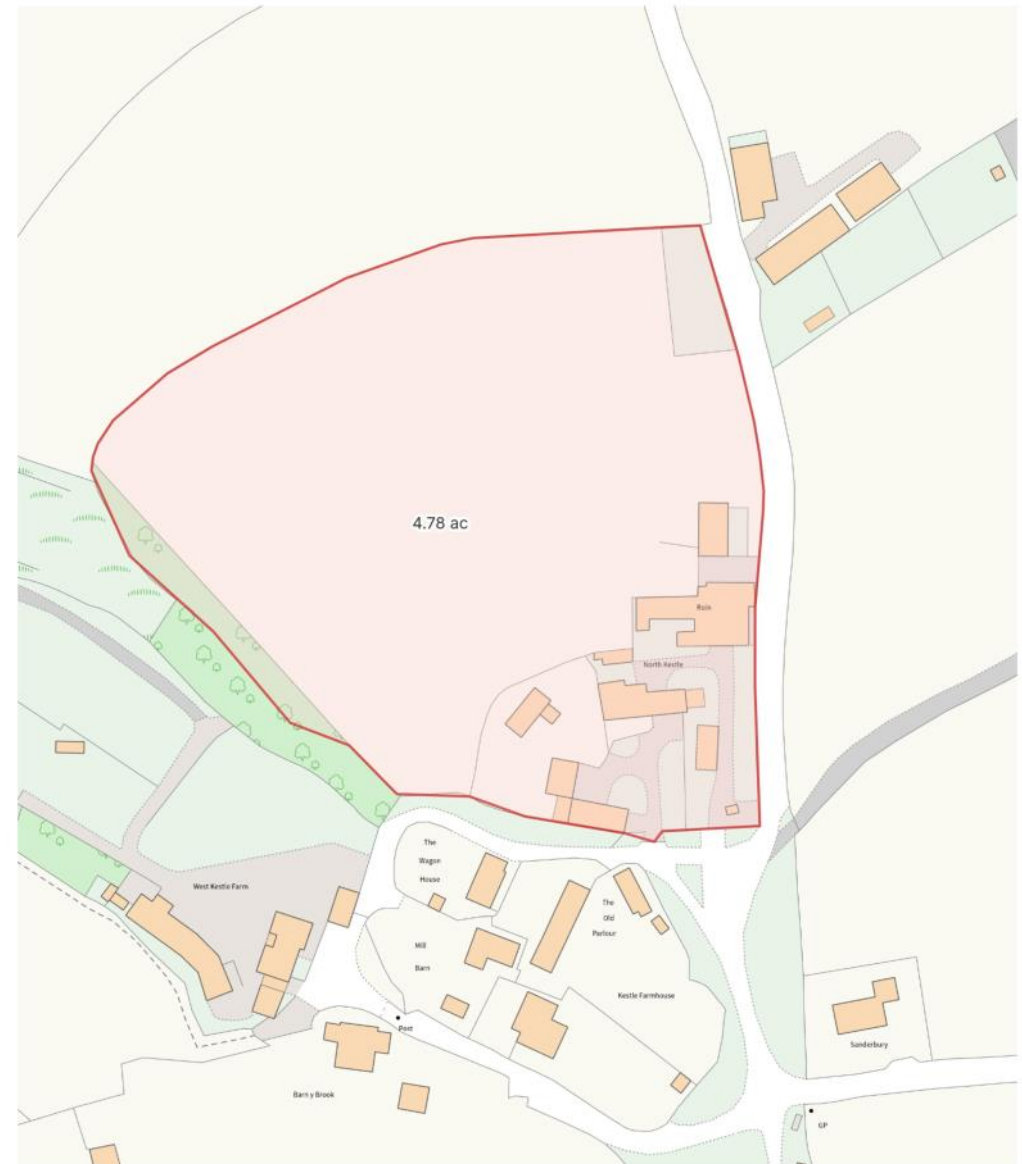 4.78 ac
Ruin
North Kestle
The
Wagon
House
West Kestle Farm
The
Old
Parlour
Mill
Barn
Kestle Farmhouse
Post
Sanderbury
Barn y Brook
GP